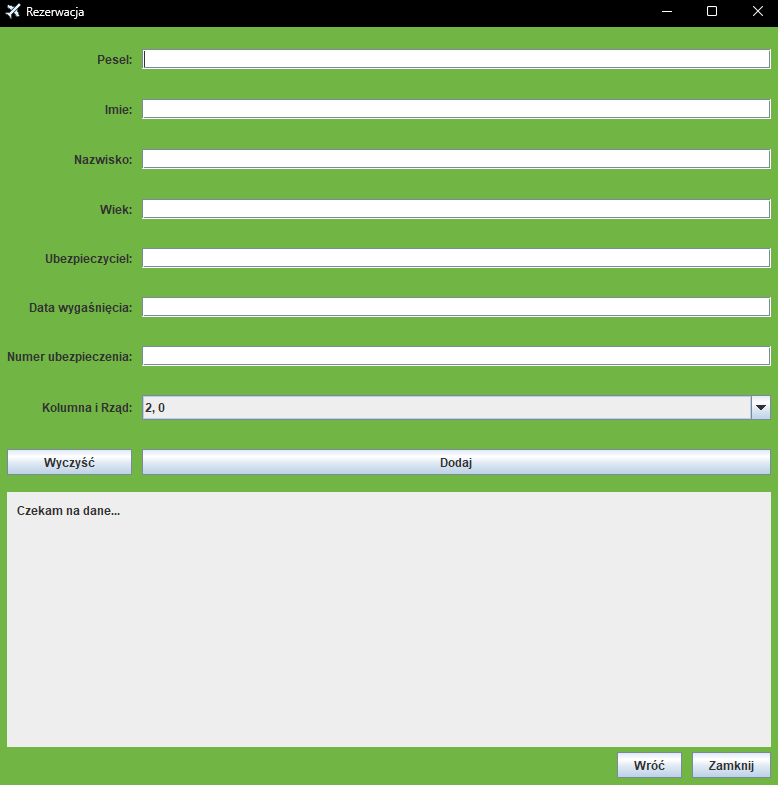 Rezerwacja
Pesel:
Imie:
Nazwisko:
Wiek:
Ubezpieczyciel:
Data wygaśnięcia:
Numer ubezpieczenia:
Kolumna i Rząd: 2, 0
Wyczyść Dodaj
Czekam na dane...
Wróć Zamknij